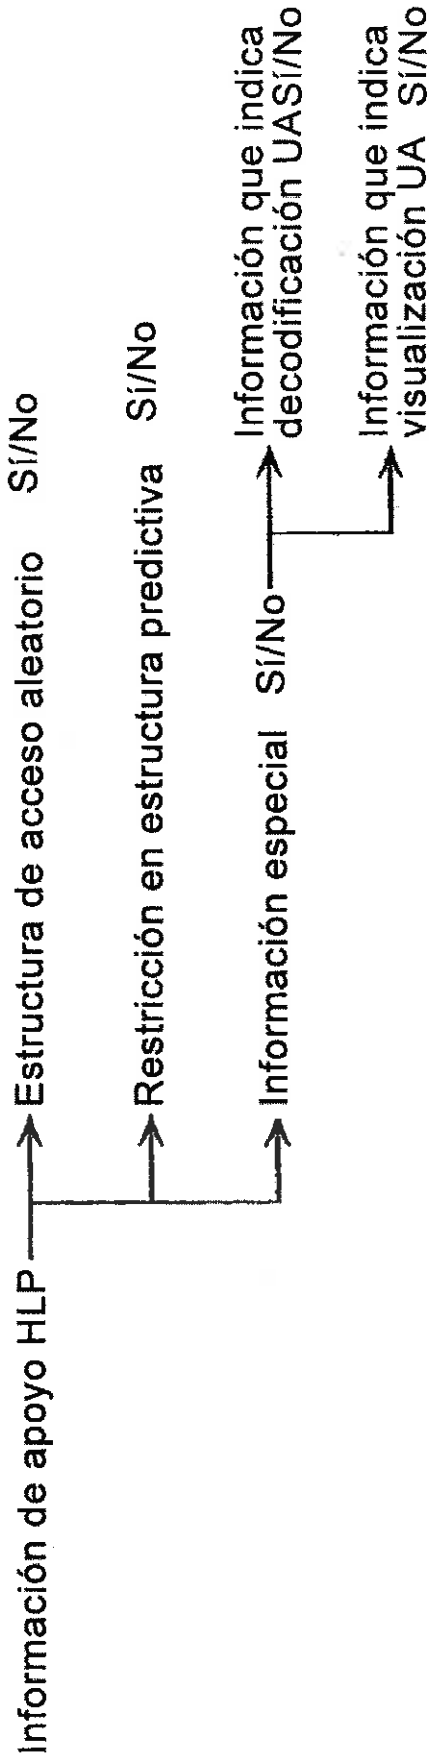 Información de apoyo HLP
Estructura de acceso aleatorio Sí/No
Restricción en estructura predictiva Sí/No
Información especial Sí/No
Información que indica
decodificación UASí/No
Información que indica
visualización UA Sí/No